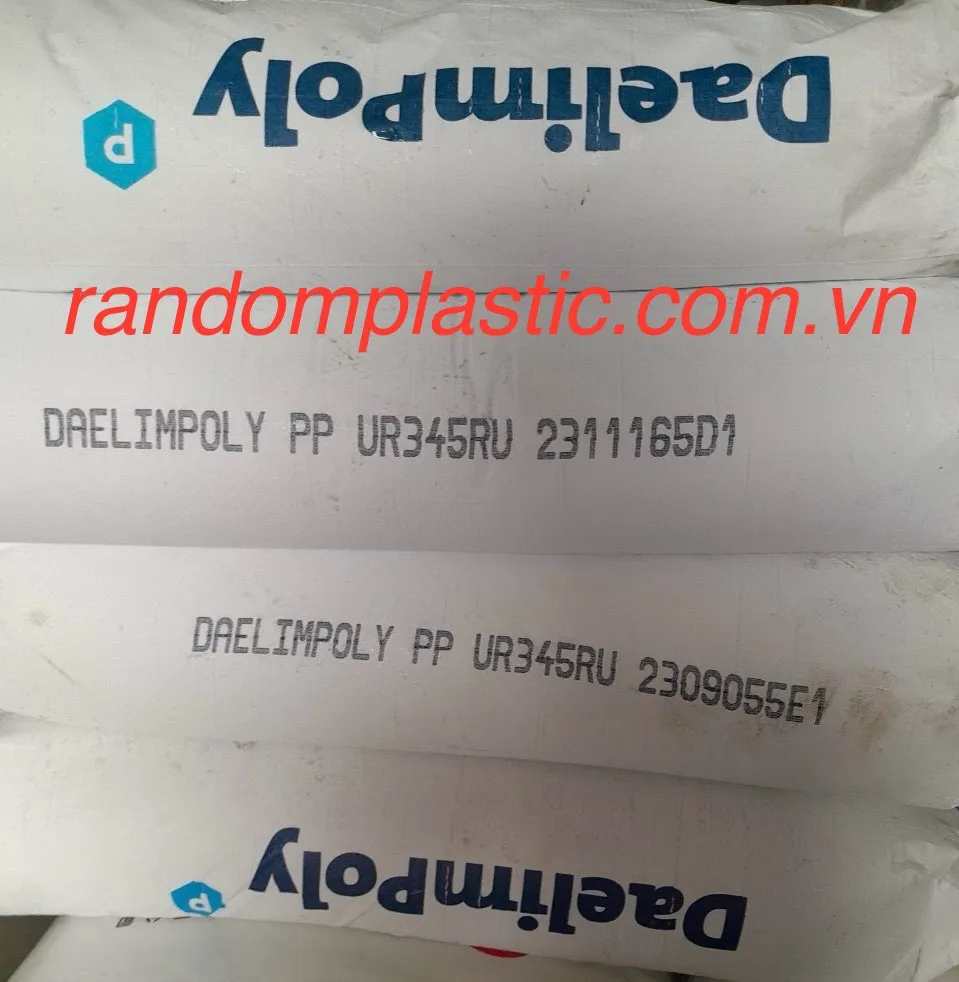 DaelimPoly
P
randomplastic.com.vn
DAELIMPOLY PP UR345RU 2311165D1
DAELIMPOLY PP UR345RU 2309055E1
DaelimPoly
P